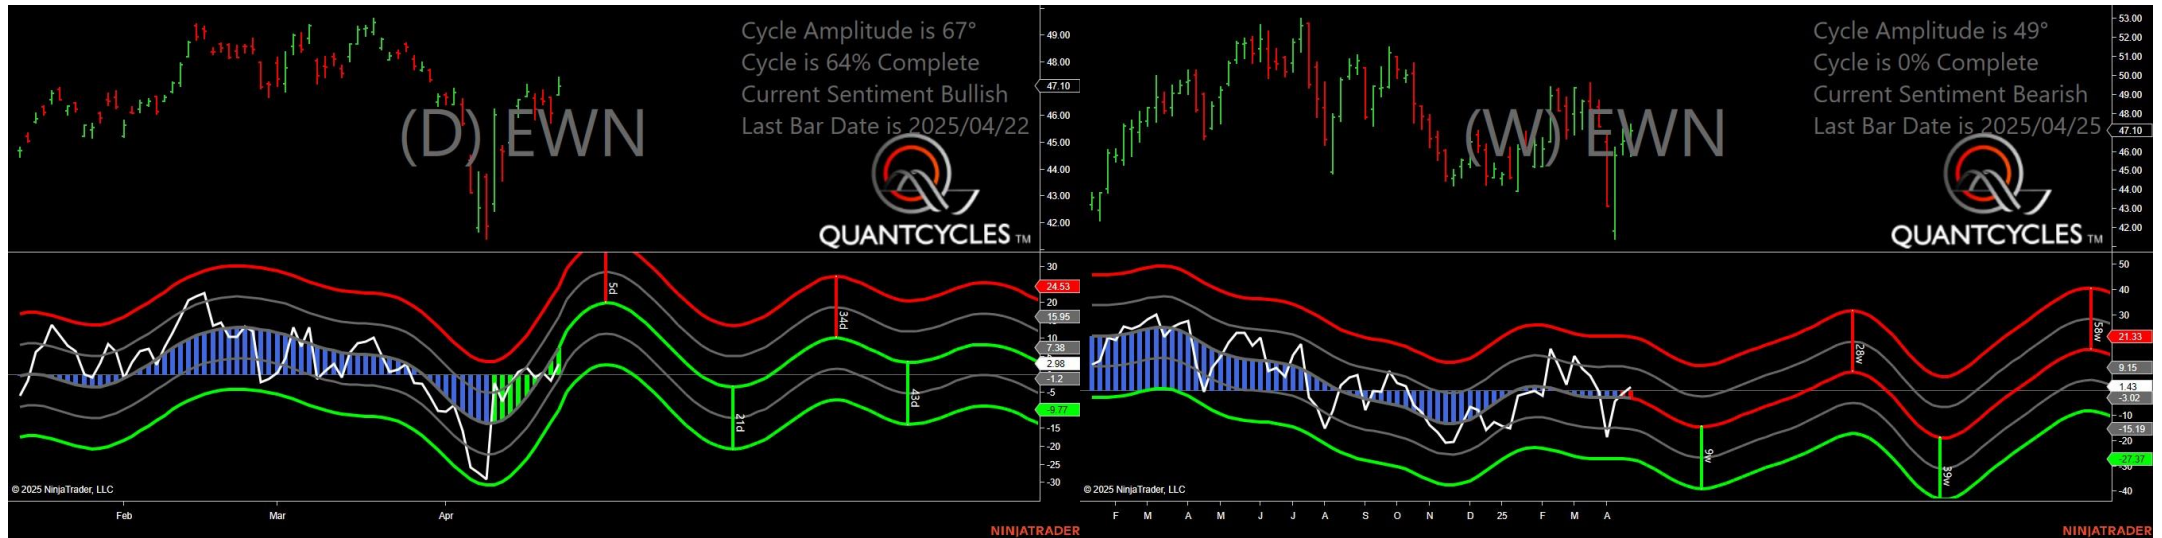 Cycle Amplitude is 67°
Cycle is 64% Complete
Current Sentiment Bullish
Last Bar Date is 2025/04/22
(D) EWN
QUANTCYCLES TM
49.00
48.00
47.10
46.00
45.00
44.00
43.00
42.00
5d
21d
34d
43d
30
24.53
20
15.95
10
7.38
2.98
-1.2
-5
-9.77
-15
-20
-25
-30
© 2025 NinjaTrader, LLC
Feb Mar Apr
NINJATRADER
Cycle Amplitude is 49°
Cycle is 0% Complete
Current Sentiment Bearish
Last Bar Date is 2025/04/25
(W) EWN
QUANTCYCLES TM
53.00
52.00
51.00
50.00
49.00
48.00
47.10
46.00
45.00
44.00
43.00
42.00
9w
28w
39w
58w
50
40
30
21.33
9.15
1.43
-3.02
-10
-15.19
-20
-27.37
-30
-40
© 2025 NinjaTrader, LLC
F M A M J J A S O N D 25 F M A
NINJATRADER